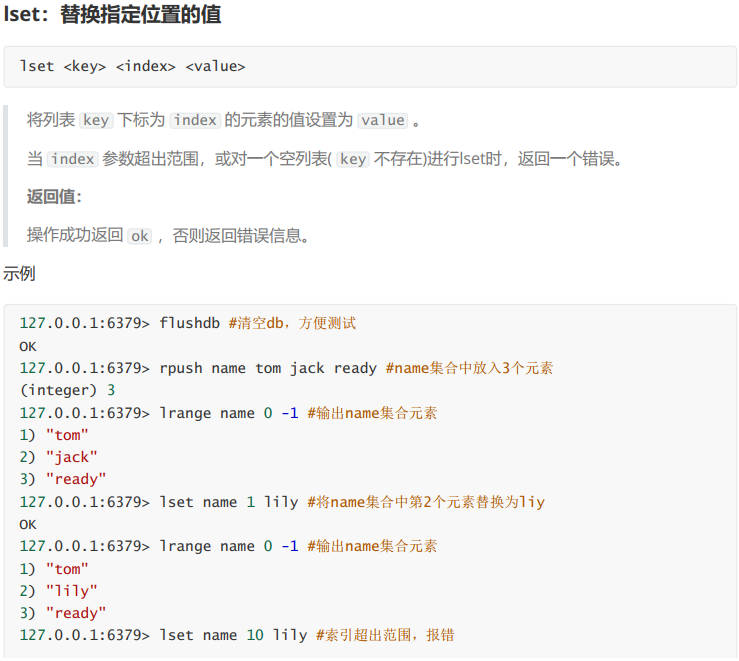 lset：替换指定位置的值
lset <key> <index> <value>
将列表 key 下标为 index 的元素的值设置为 value 。
当 index 参数超出范围，或对一个空列表( key 不存在)进行lset时，返回一个错误。
返回值：
操作成功返回 ok ，否则返回错误信息。
示例
127.0.0.1:6379> flushdb #清空db，方便测试
OK
127.0.0.1:6379> rpush name tom jack ready #name集合中放入3个元素
(integer) 3
127.0.0.1:6379> lrange name 0 -1 #输出name集合元素
1) "tom"
2) "jack"
3) "ready"
127.0.0.1:6379> lset name 1 lily #将name集合中第2个元素替换为liy
OK
127.0.0.1:6379> lrange name 0 -1 #输出name集合元素
1) "tom"
2) "lily"
3) "ready"
127.0.0.1:6379> lset name 10 lily #索引超出范围，报错